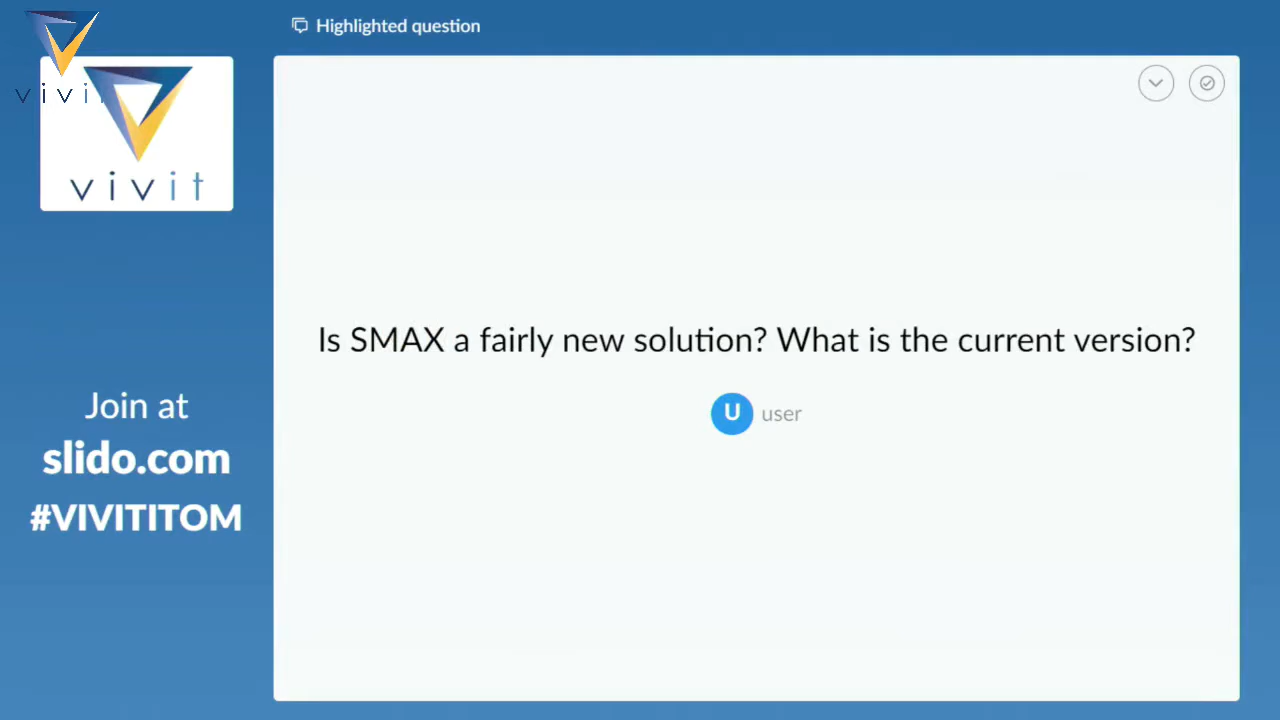 Highlighted question
vivi
vivit
Is SMAX a fairly new solution? What is the current version?
U user
Join at
slido.com
#VIVITITOM